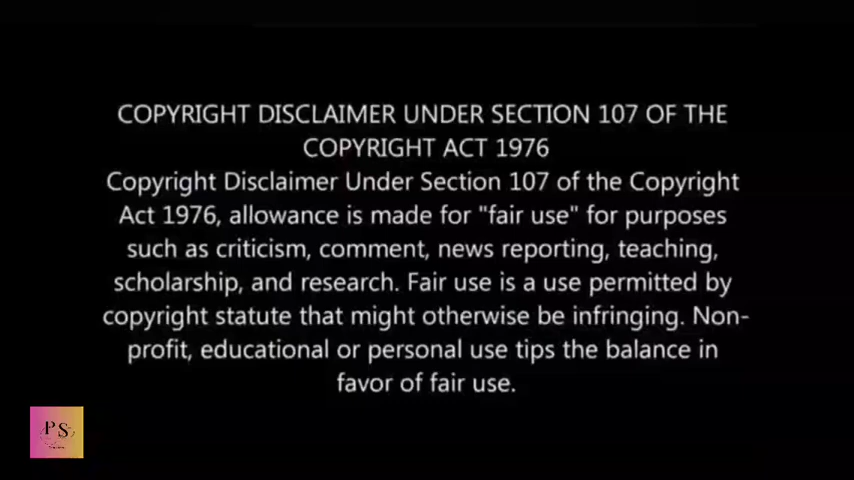 COPYRIGHT DISCLAIMER UNDER SECTION 107 OF THE
COPYRIGHT ACT 1976
Copyright Disclaimer Under Section 107 of the Copyright
Act 1976, allowance is made for "fair use" for purposes
such as criticism, comment, news reporting, teaching,
scholarship, and research. Fair use is a use permitted by
copyright statute that might otherwise be infringing. Non-
profit, educational or personal use tips the balance in
favor of fair use.
PS